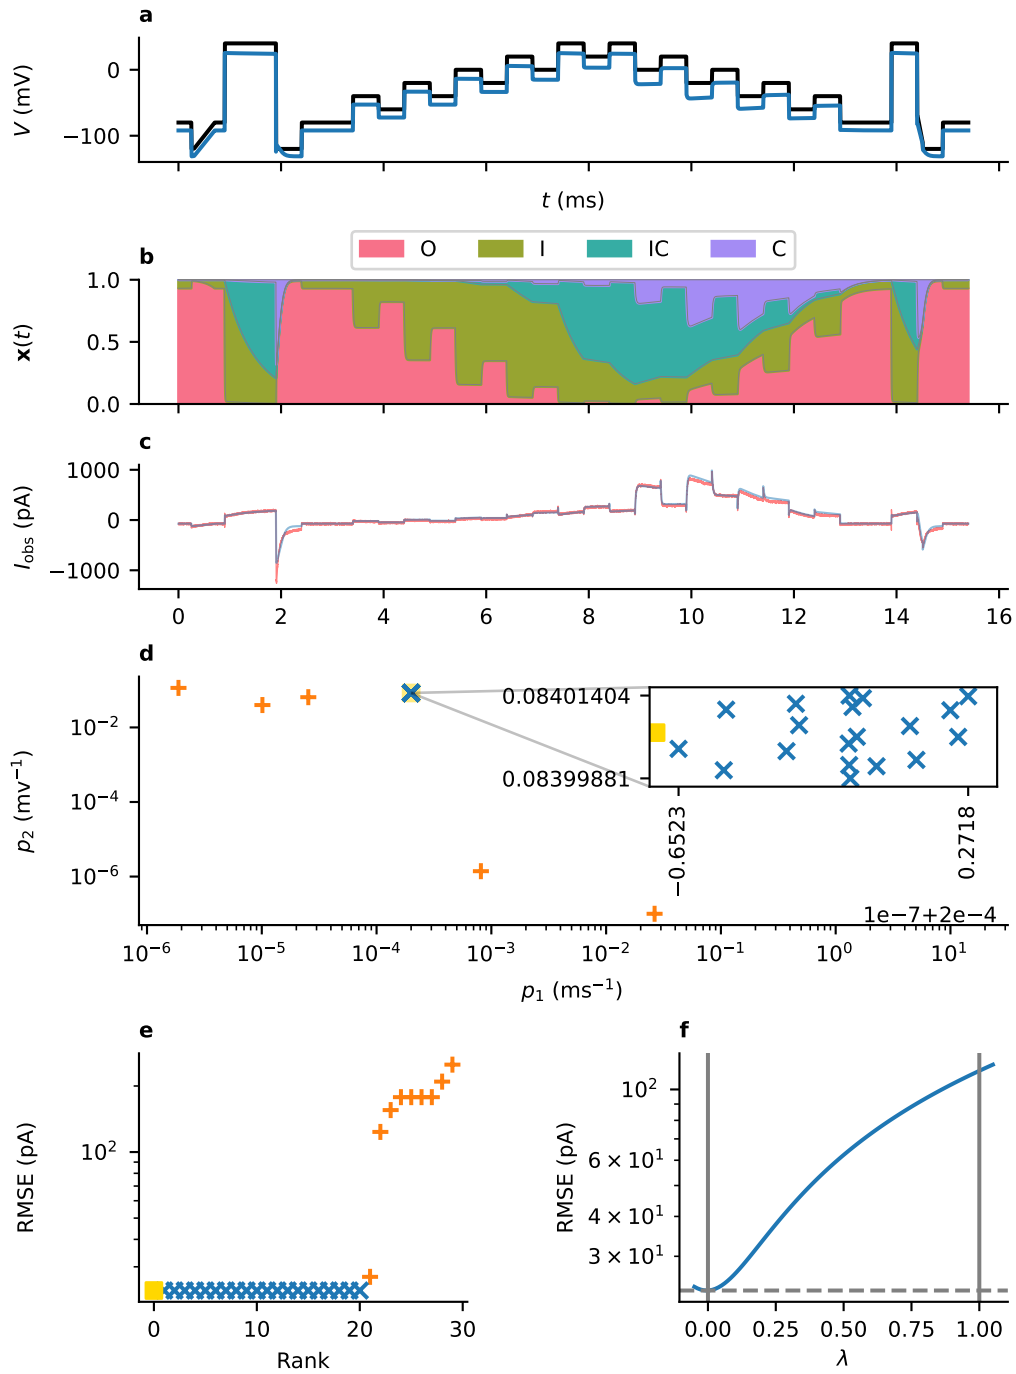 a
V (mV)
0
−100
t (ms)
O I IC C
b
x(t)
1.0
0.5
0.0
c
I_obs (pA)
1000
0
−1000
0 2 4 6 8 10 12 14 16
d
p_2 (mv^−1)
10^−2
10^−4
10^−6
0.08401404
0.08399881
−0.6523
0.2718
1e−7+2e−4
10^−6 10^−5 10^−4 10^−3 10^−2 10^−1 10^0 10^1
p_1 (ms^−1)
e
RMSE (pA)
10^2
0 10 20 30
Rank
f
RMSE (pA)
10^2
6 × 10^1
4 × 10^1
3 × 10^1
0.00 0.25 0.50 0.75 1.00
λ